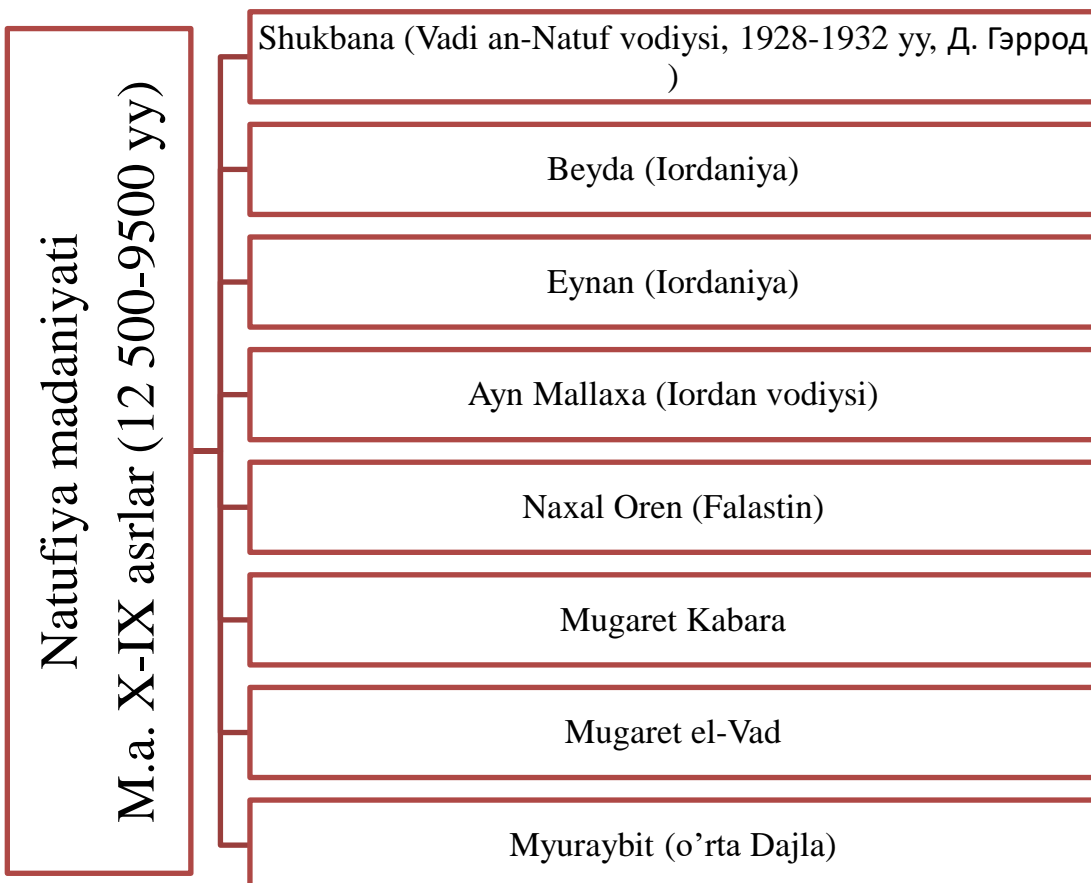 Natufiya madaniyati
M.a. X-IX asrlar (12 500-9500 yy)
Shukbana (Vadi an-Natuf vodiysi, 1928-1932 yy, Д. Гэррод
)
Beyda (Iordaniya)
Eynan (Iordaniya)
Ayn Mallaxa (Iordan vodiysi)
Naxal Oren (Falastin)
Mugaret Kabara
Mugaret el-Vad
Myuraybit (o’rta Dajla)